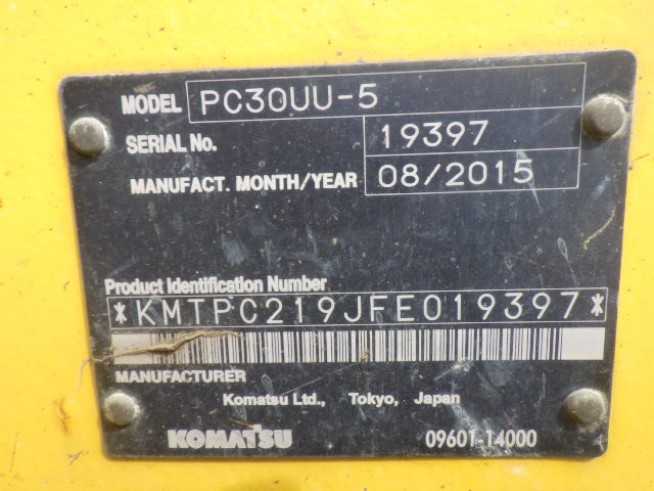 MODEL PC30UU-5
SERIAL No. 19397
MANUFACT. MONTH/YEAR 08/2015
Product Identification Number
*KMTPC219JFE019397*
MANUFACTURER
Komatsu Ltd., Tokyo, Japan
KOMATSU 09601-14000